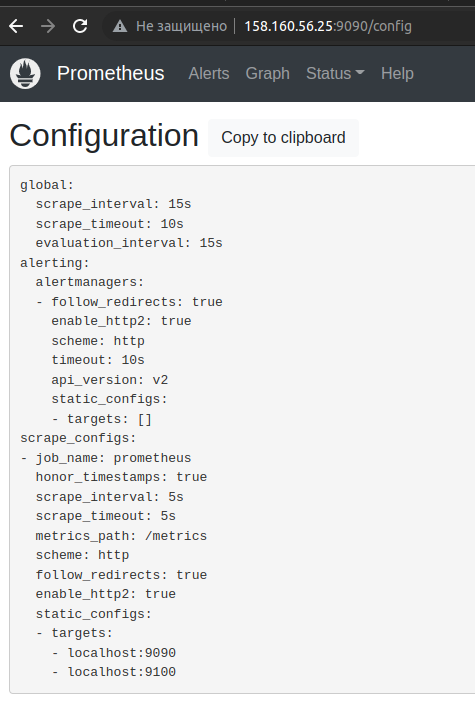 Не защищено 158.160.56.25:9090/config
Prometheus Alerts Graph Status Help
Configuration Copy to clipboard
global:
  scrape_interval: 15s
  scrape_timeout: 10s
  evaluation_interval: 15s
alerting:
  alertmanagers:
  - follow_redirects: true
    enable_http2: true
    scheme: http
    timeout: 10s
    api_version: v2
    static_configs:
    - targets: []
scrape_configs:
- job_name: prometheus
  honor_timestamps: true
  scrape_interval: 5s
  scrape_timeout: 5s
  metrics_path: /metrics
  scheme: http
  follow_redirects: true
  enable_http2: true
  static_configs:
  - targets:
    - localhost:9090
    - localhost:9100